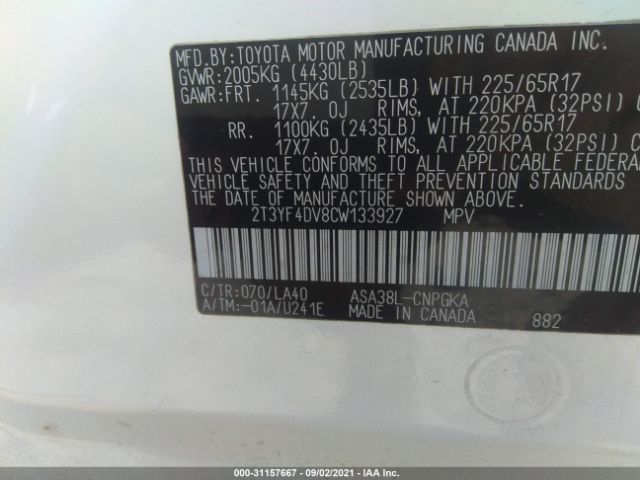 MFD.BY:TOYOTA MOTOR MANUFACTURING CANADA INC.
GVWR:2005KG (4430LB)
GAWR:FRT. 1145KG (2535LB) WITH 225/65R17
17X7.0J RIMS, AT 220KPA (32PSI) C
RR. 1100KG (2435LB) WITH 225/65R17
17X7.0J RIMS, AT 220KPA (32PSI) C
THIS VEHICLE CONFORMS TO ALL APPLICABLE FEDERA
VEHICLE SAFETY AND THEFT PREVENTION STANDARDS
THE DATE OF MANUFACTURE SHOWN ABOVE.
2T3YF4DV8CW133927 MPV
C/TR:070/LA40 ASA38L-CNPGKA
A/TM:-01A/U241E MADE IN CANADA 882
000-31157667 - 09/02/2021 - IAA Inc.